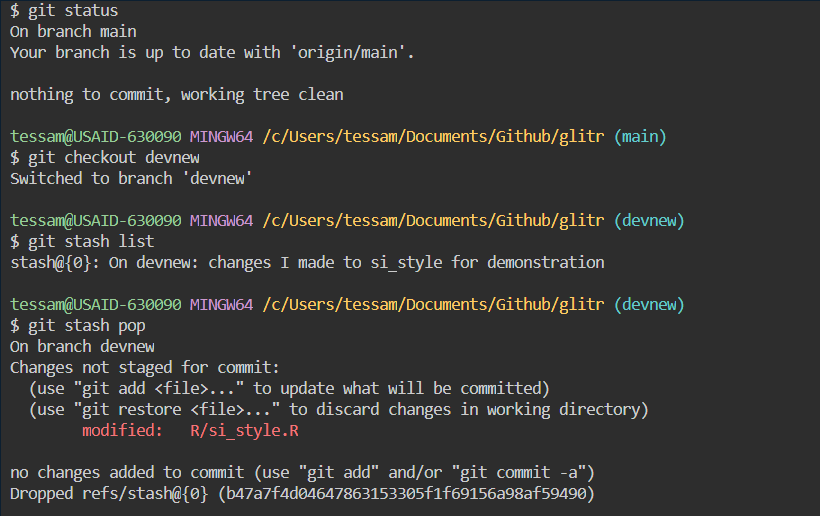 $ git status
On branch main
Your branch is up to date with 'origin/main'.
nothing to commit, working tree clean
tessam@USAID-630090 MINGW64 /c/Users/tessam/Documents/Github/glitr (main)
$ git checkout devnew
Switched to branch 'devnew'
tessam@USAID-630090 MINGW64 /c/Users/tessam/Documents/Github/glitr (devnew)
$ git stash list
stash@{0}: On devnew: changes I made to si_style for demonstration
tessam@USAID-630090 MINGW64 /c/Users/tessam/Documents/Github/glitr (devnew)
$ git stash pop
On branch devnew
Changes not staged for commit:
  (use "git add <file>..." to update what will be committed)
  (use "git restore <file>..." to discard changes in working directory)
        modified:   R/si_style.R
no changes added to commit (use "git add" and/or "git commit -a")
Dropped refs/stash@{0} (b47a7f4d04647863153305f1f69156a98af59490)